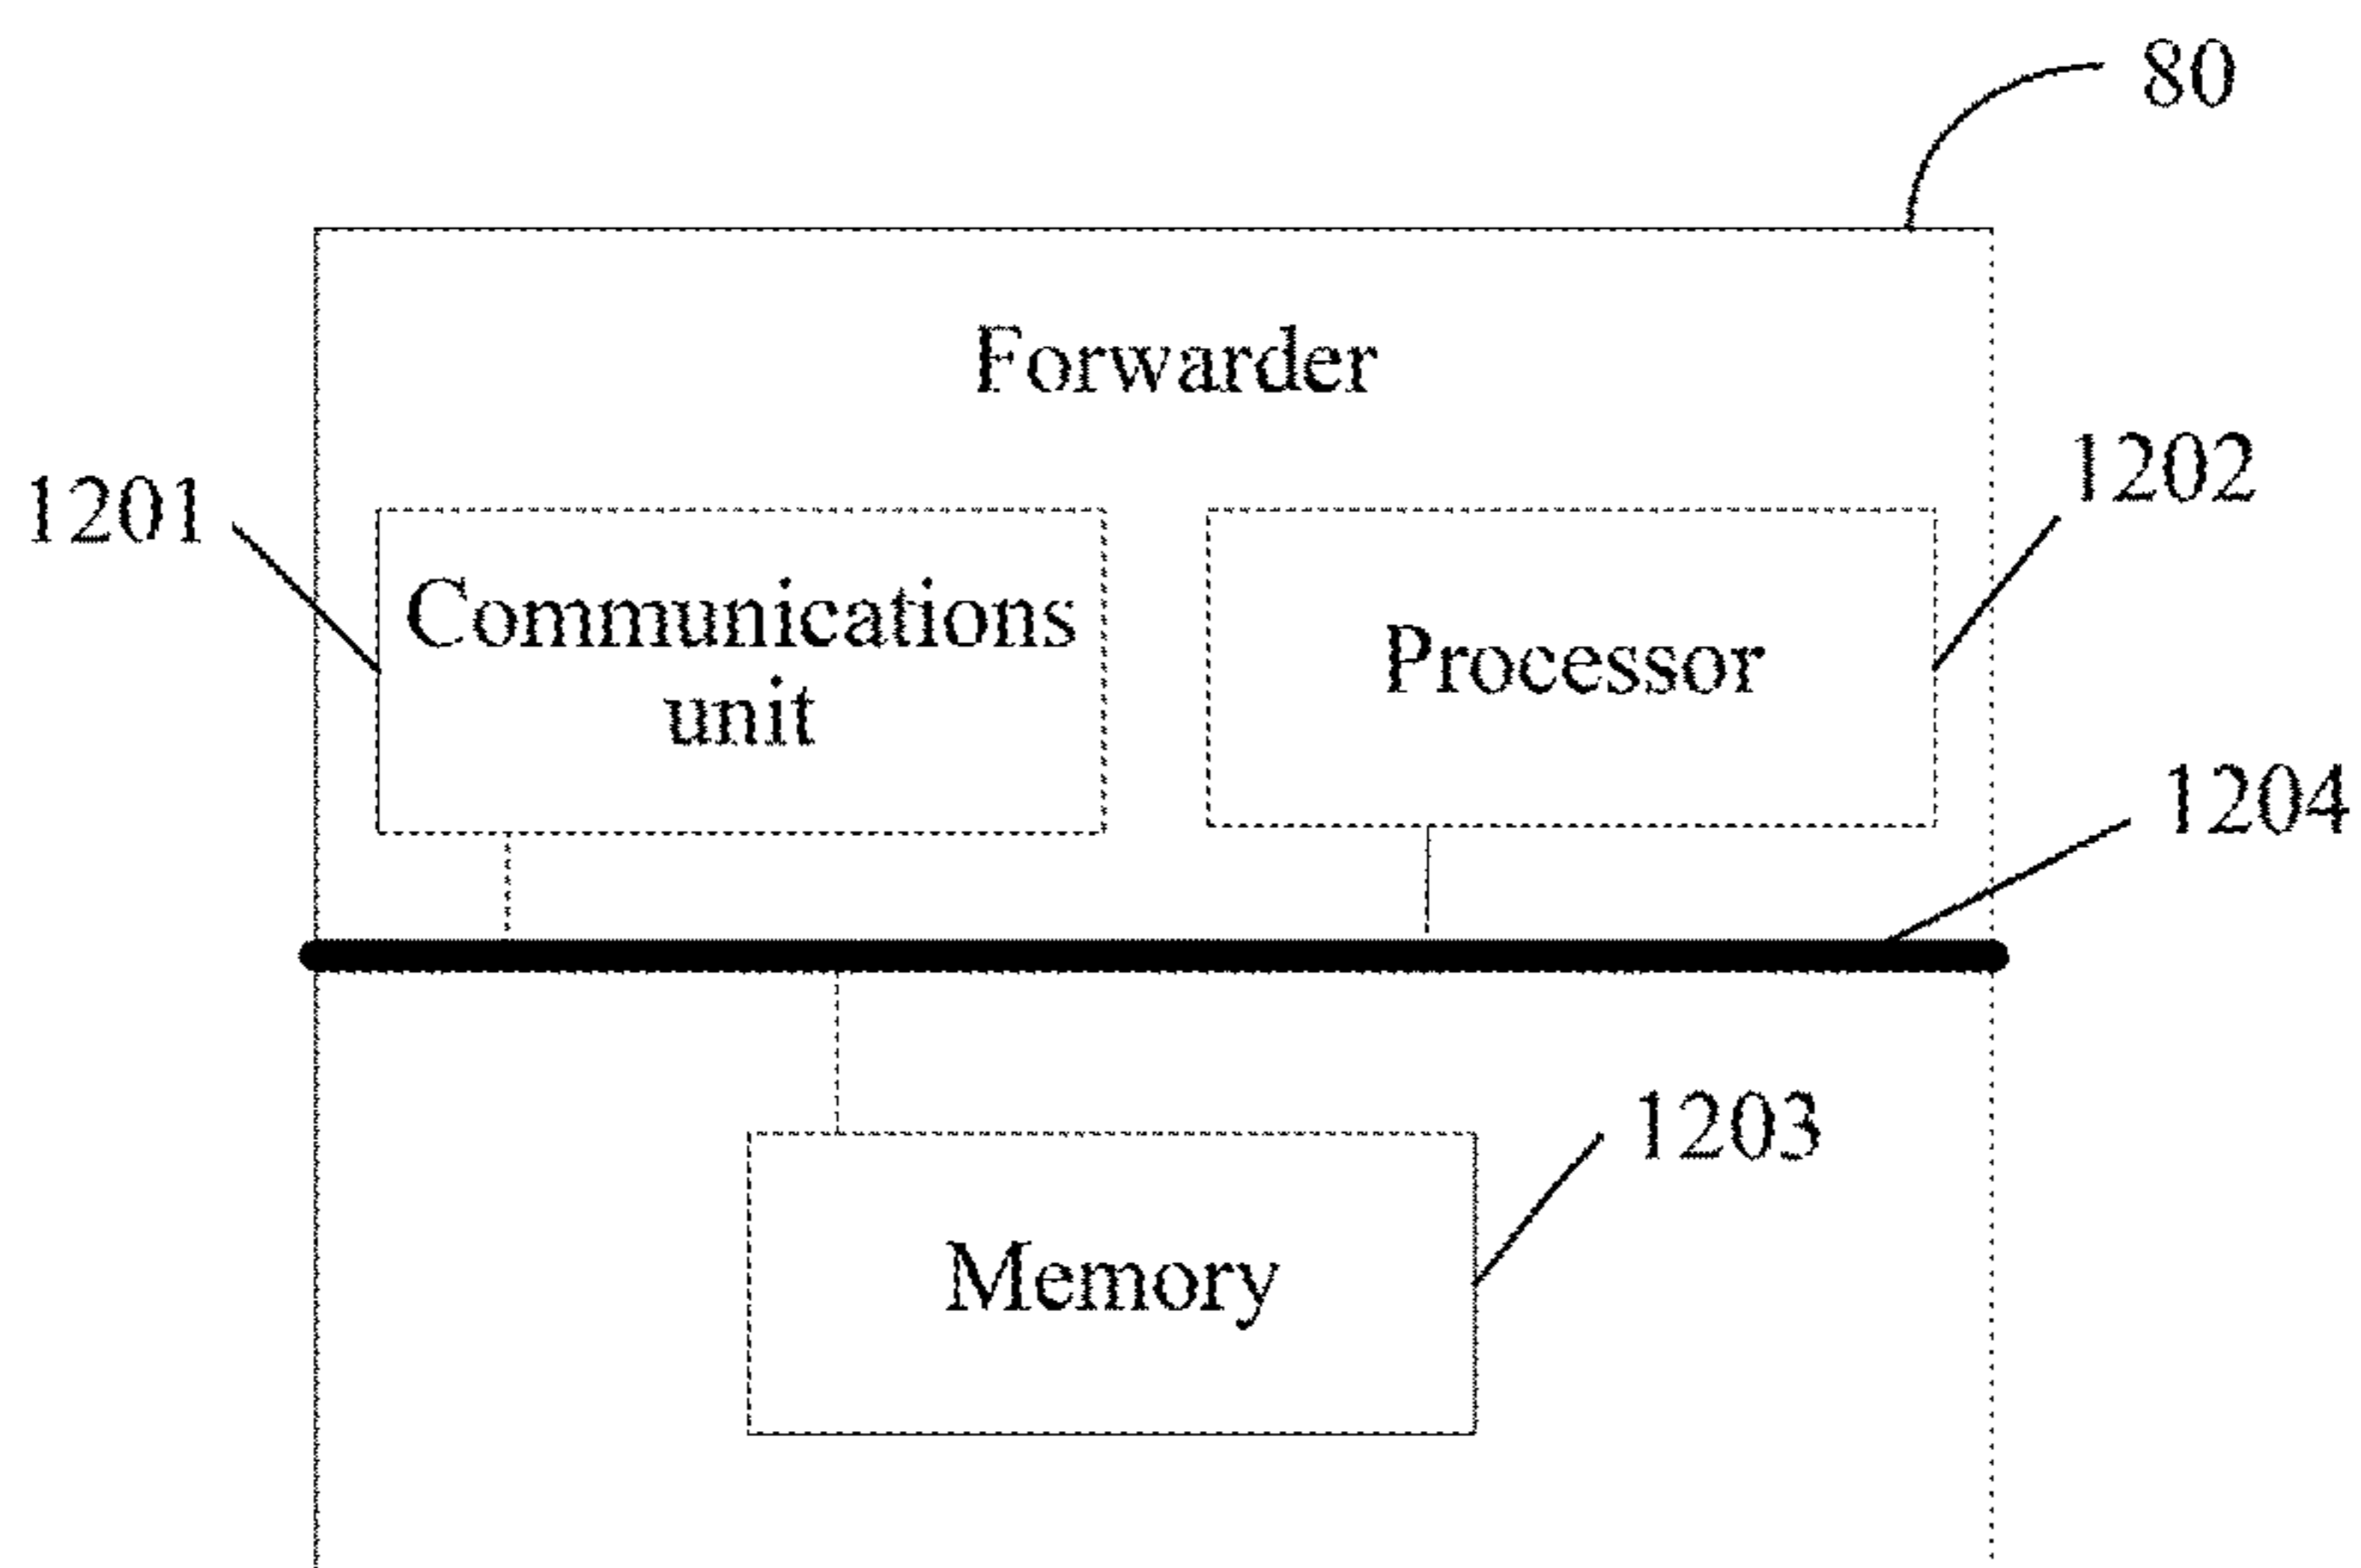 80
Forwarder
1202
1201
Communications
unit
Processor
1204
1203
Memory